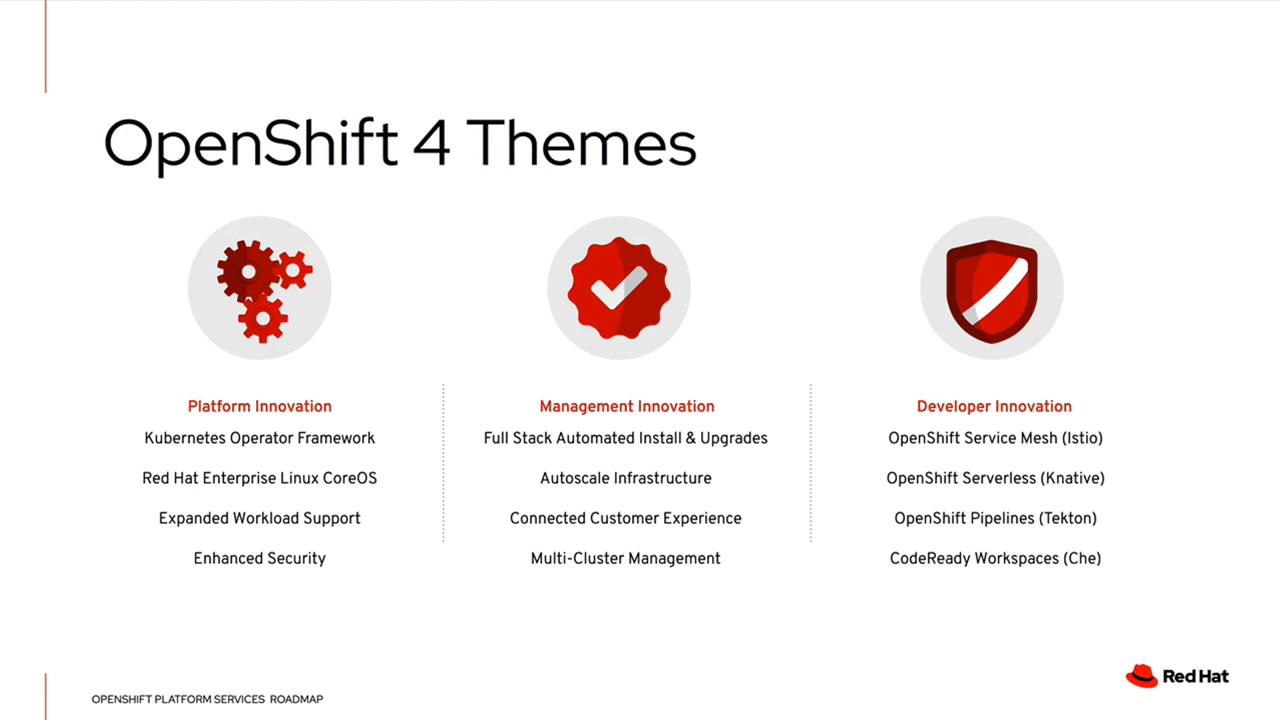 OpenShift 4 Themes
Platform Innovation
Kubernetes Operator Framework
Red Hat Enterprise Linux CoreOS
Expanded Workload Support
Enhanced Security
Management Innovation
Full Stack Automated Install & Upgrades
Autoscale Infrastructure
Connected Customer Experience
Multi-Cluster Management
Developer Innovation
OpenShift Service Mesh (Istio)
OpenShift Serverless (Knative)
OpenShift Pipelines (Tekton)
CodeReady Workspaces (Che)
OPENSHIFT PLATFORM SERVICES ROADMAP
Red Hat